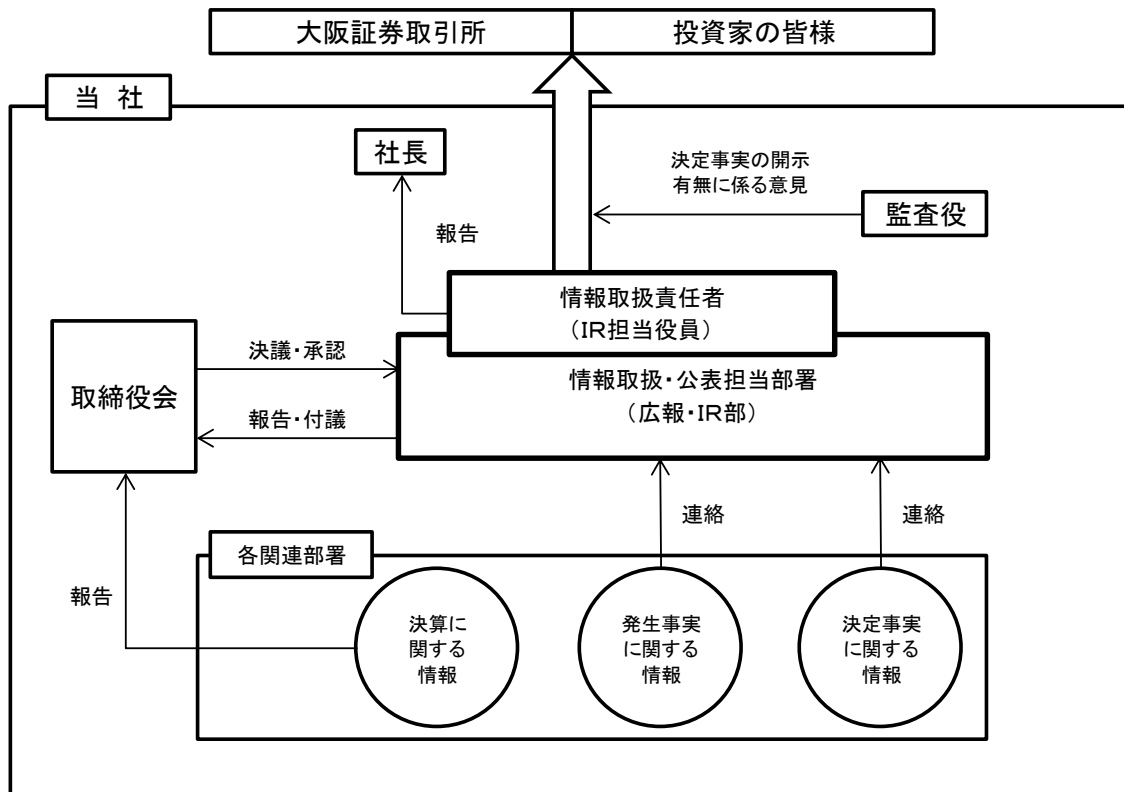 大阪証券取引所
投資家の皆様
当 社
社長
決定事実の開示
有無に係る意見
監査役
報告
情報取扱責任者
(IR担当役員)
取締役会
決議・承認
情報取扱・公表担当部署
(広報・IR部)
報告・付議
連絡
連絡
各関連部署
報告
決算に
関する
情報
発生事実
に関する
情報
決定事実
に関する
情報